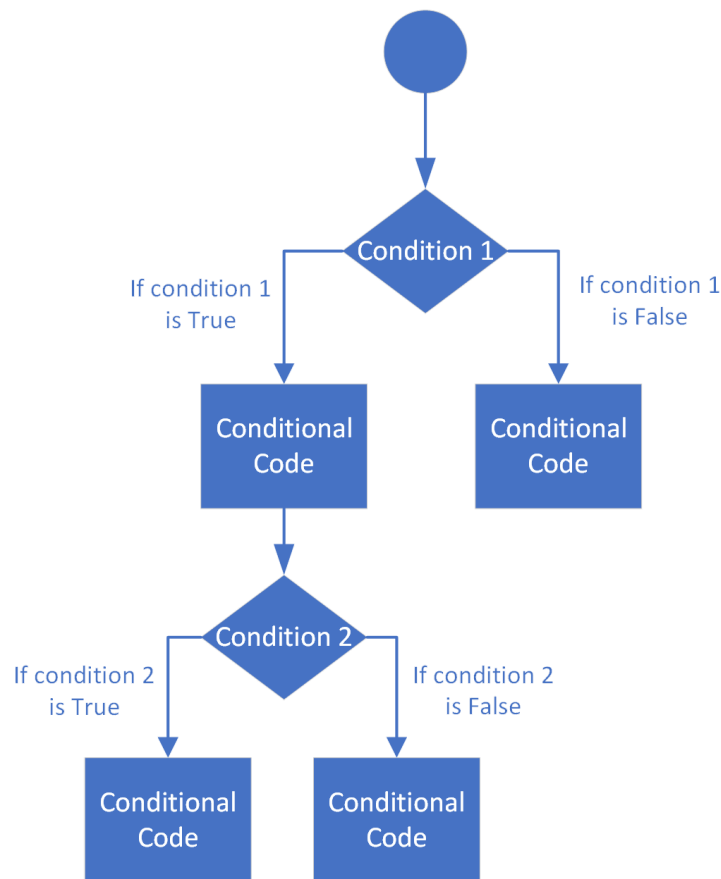 Condition 1
If condition 1
is True
If condition 1
is False
Conditional
Code
Conditional
Code
Condition 2
If condition 2
is True
If condition 2
is False
Conditional
Code
Conditional
Code